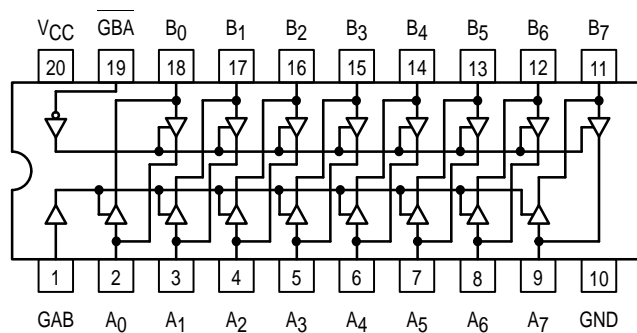 VCC GBA B0 B1 B2 B3 B4 B5 B6 B7
20 19 18 17 16 15 14 13 12 11
1 2 3 4 5 6 7 8 9 10
GAB A0 A1 A2 A3 A4 A5 A6 A7 GND